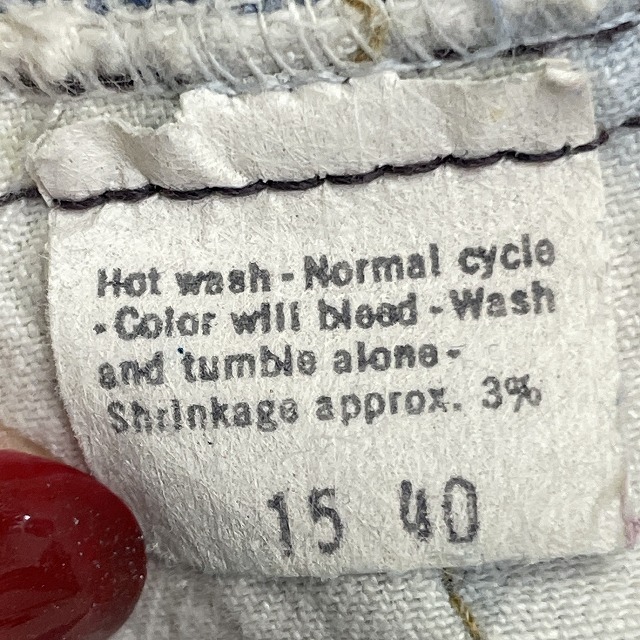 Hot wash - Normal cycle
- Color will bleed - Wash
and tumble alone -
Shrinkage approx. 3%
15 40